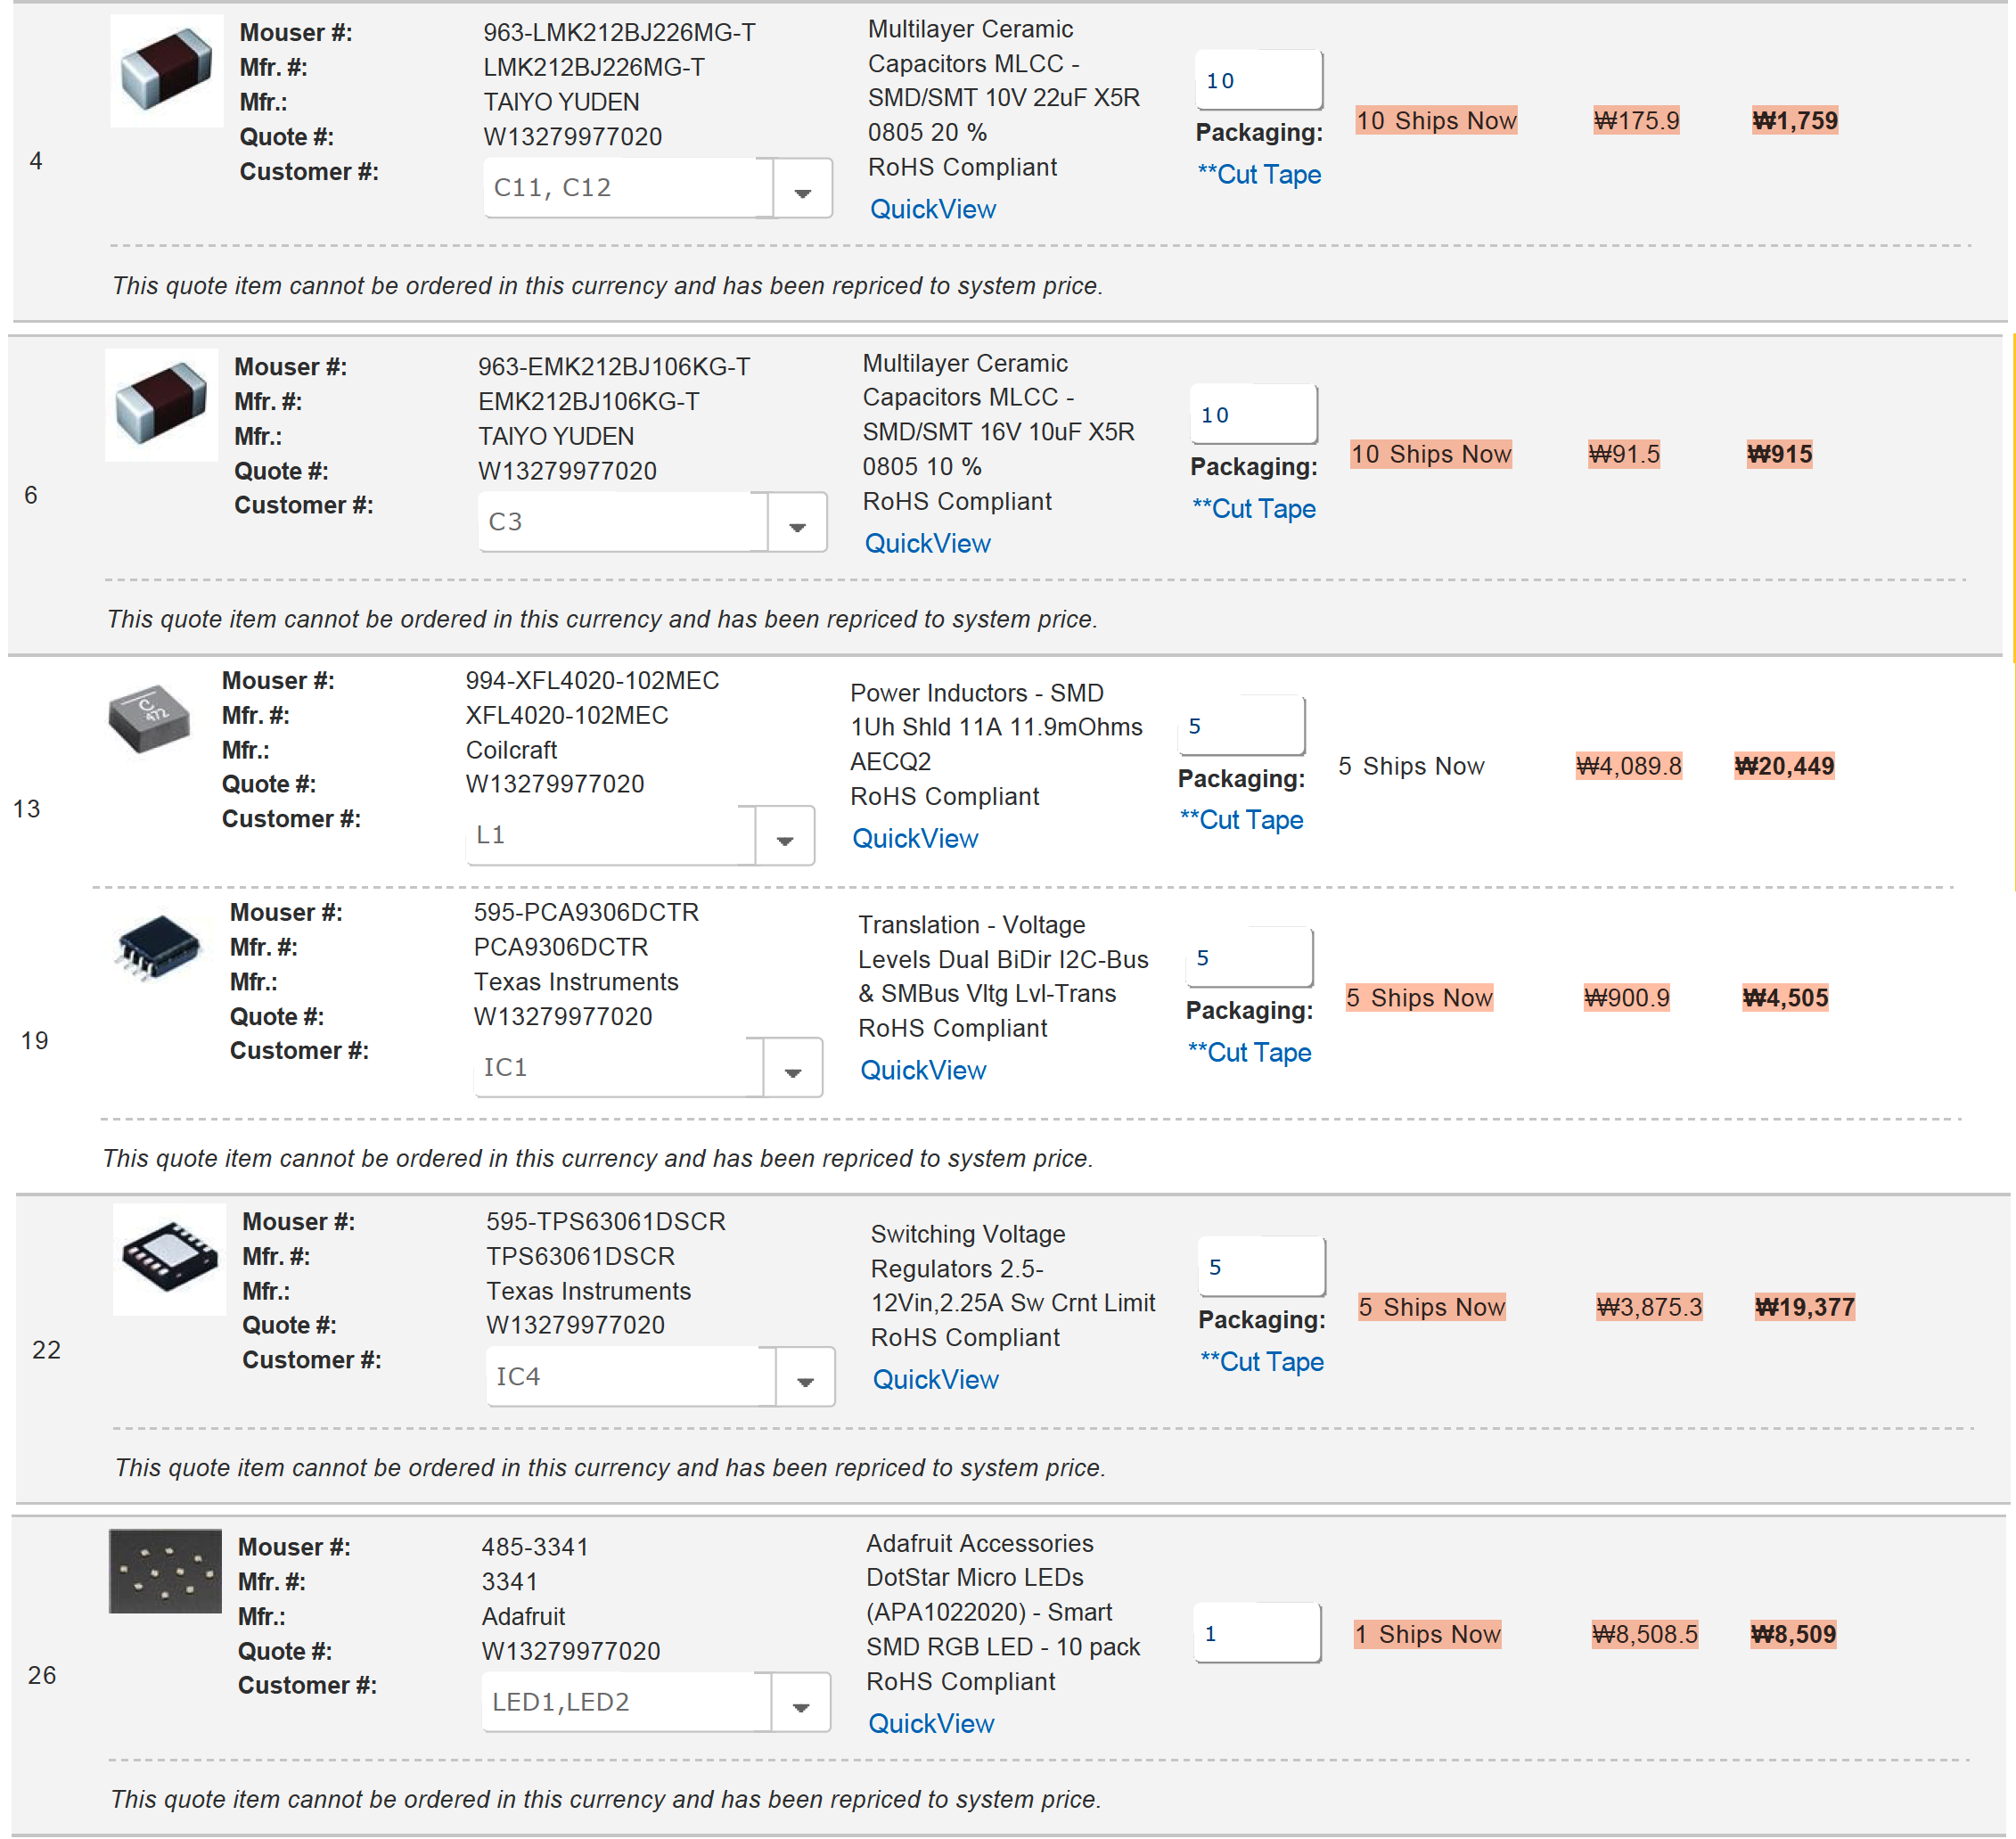 4
Mouser #: 963-LMK212BJ226MG-T
Mfr. #: LMK212BJ226MG-T
Mfr.: TAIYO YUDEN
Quote #: W13279977020
Customer #: C11, C12
Multilayer Ceramic
Capacitors MLCC -
SMD/SMT 10V 22uF X5R
0805 20 %
RoHS Compliant
QuickView
10
Packaging:
**Cut Tape
10 Ships Now
₩175.9
₩1,759
This quote item cannot be ordered in this currency and has been repriced to system price.
6
Mouser #: 963-EMK212BJ106KG-T
Mfr. #: EMK212BJ106KG-T
Mfr.: TAIYO YUDEN
Quote #: W13279977020
Customer #: C3
Multilayer Ceramic
Capacitors MLCC -
SMD/SMT 16V 10uF X5R
0805 10 %
RoHS Compliant
QuickView
10
Packaging:
**Cut Tape
10 Ships Now
₩91.5
₩915
This quote item cannot be ordered in this currency and has been repriced to system price.
13
C
472
Mouser #: 994-XFL4020-102MEC
Mfr. #: XFL4020-102MEC
Mfr.: Coilcraft
Quote #: W13279977020
Customer #: L1
Power Inductors - SMD
1Uh Shld 11A 11.9mOhms
AECQ2
RoHS Compliant
QuickView
5
Packaging:
**Cut Tape
5 Ships Now
₩4,089.8
₩20,449
19
Mouser #: 595-PCA9306DCTR
Mfr. #: PCA9306DCTR
Mfr.: Texas Instruments
Quote #: W13279977020
Customer #: IC1
Translation - Voltage
Levels Dual BiDir I2C-Bus
& SMBus Vltg Lvl-Trans
RoHS Compliant
QuickView
5
Packaging:
**Cut Tape
5 Ships Now
₩900.9
₩4,505
This quote item cannot be ordered in this currency and has been repriced to system price.
22
Mouser #: 595-TPS63061DSCR
Mfr. #: TPS63061DSCR
Mfr.: Texas Instruments
Quote #: W13279977020
Customer #: IC4
Switching Voltage
Regulators 2.5-
12Vin,2.25A Sw Crnt Limit
RoHS Compliant
QuickView
5
Packaging:
**Cut Tape
5 Ships Now
₩3,875.3
₩19,377
This quote item cannot be ordered in this currency and has been repriced to system price.
26
Mouser #: 485-3341
Mfr. #: 3341
Mfr.: Adafruit
Quote #: W13279977020
Customer #: LED1,LED2
Adafruit Accessories
DotStar Micro LEDs
(APA1022020) - Smart
SMD RGB LED - 10 pack
RoHS Compliant
QuickView
1
1 Ships Now
₩8,508.5
₩8,509
This quote item cannot be ordered in this currency and has been repriced to system price.